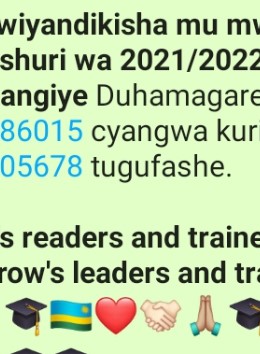 wiyandikisha mu mw
shuri wa 2021/2022
angiye Duhamagare
86015 cyangwa kuri
05678 tugufashe.
s readers and traine
row's leaders and tra
🎓🇷🇼❤️🤝🏻🙏🏽🎓